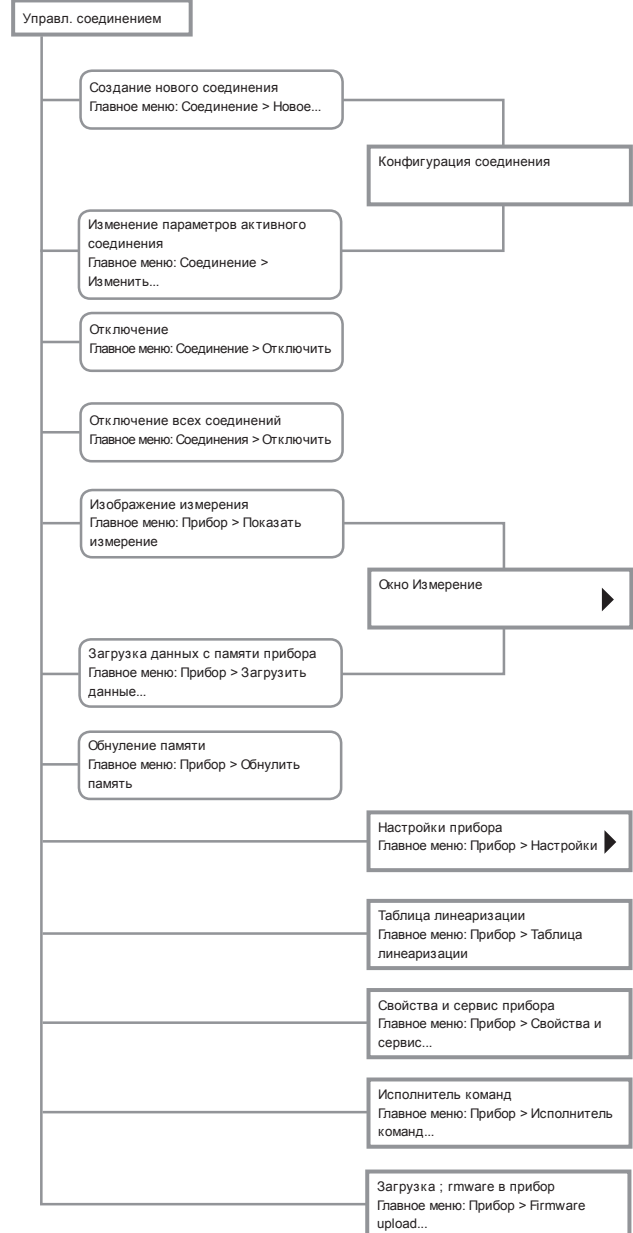 Управл. соединением
Создание нового соединения
Главное меню: Соединение > Новое...
Конфигурация соединения
Изменение параметров активного
соединения
Главное меню: Соединение >
Изменить...
Отключение
Главное меню: Соединение > Отключить
Отключение всех соединений
Главное меню: Соединения > Отключить
Изображение измерения
Главное меню: Прибор > Показать
измерение
Окно Измерение
Загрузка данных с памяти прибора
Главное меню: Прибор > Загрузить
данные...
Обнуление памяти
Главное меню: Прибор > Обнулить
память
Настройки прибора
Главное меню: Прибор > Настройки
Таблица линеаризации
Главное меню: Прибор > Таблица
линеаризации
Свойства и сервис прибора
Главное меню: Прибор > Свойства и
сервис...
Исполнитель команд
Главное меню: Прибор > Исполнитель
команд...
Загрузка ; rmware в прибор
Главное меню: Прибор > Firmware
upload...